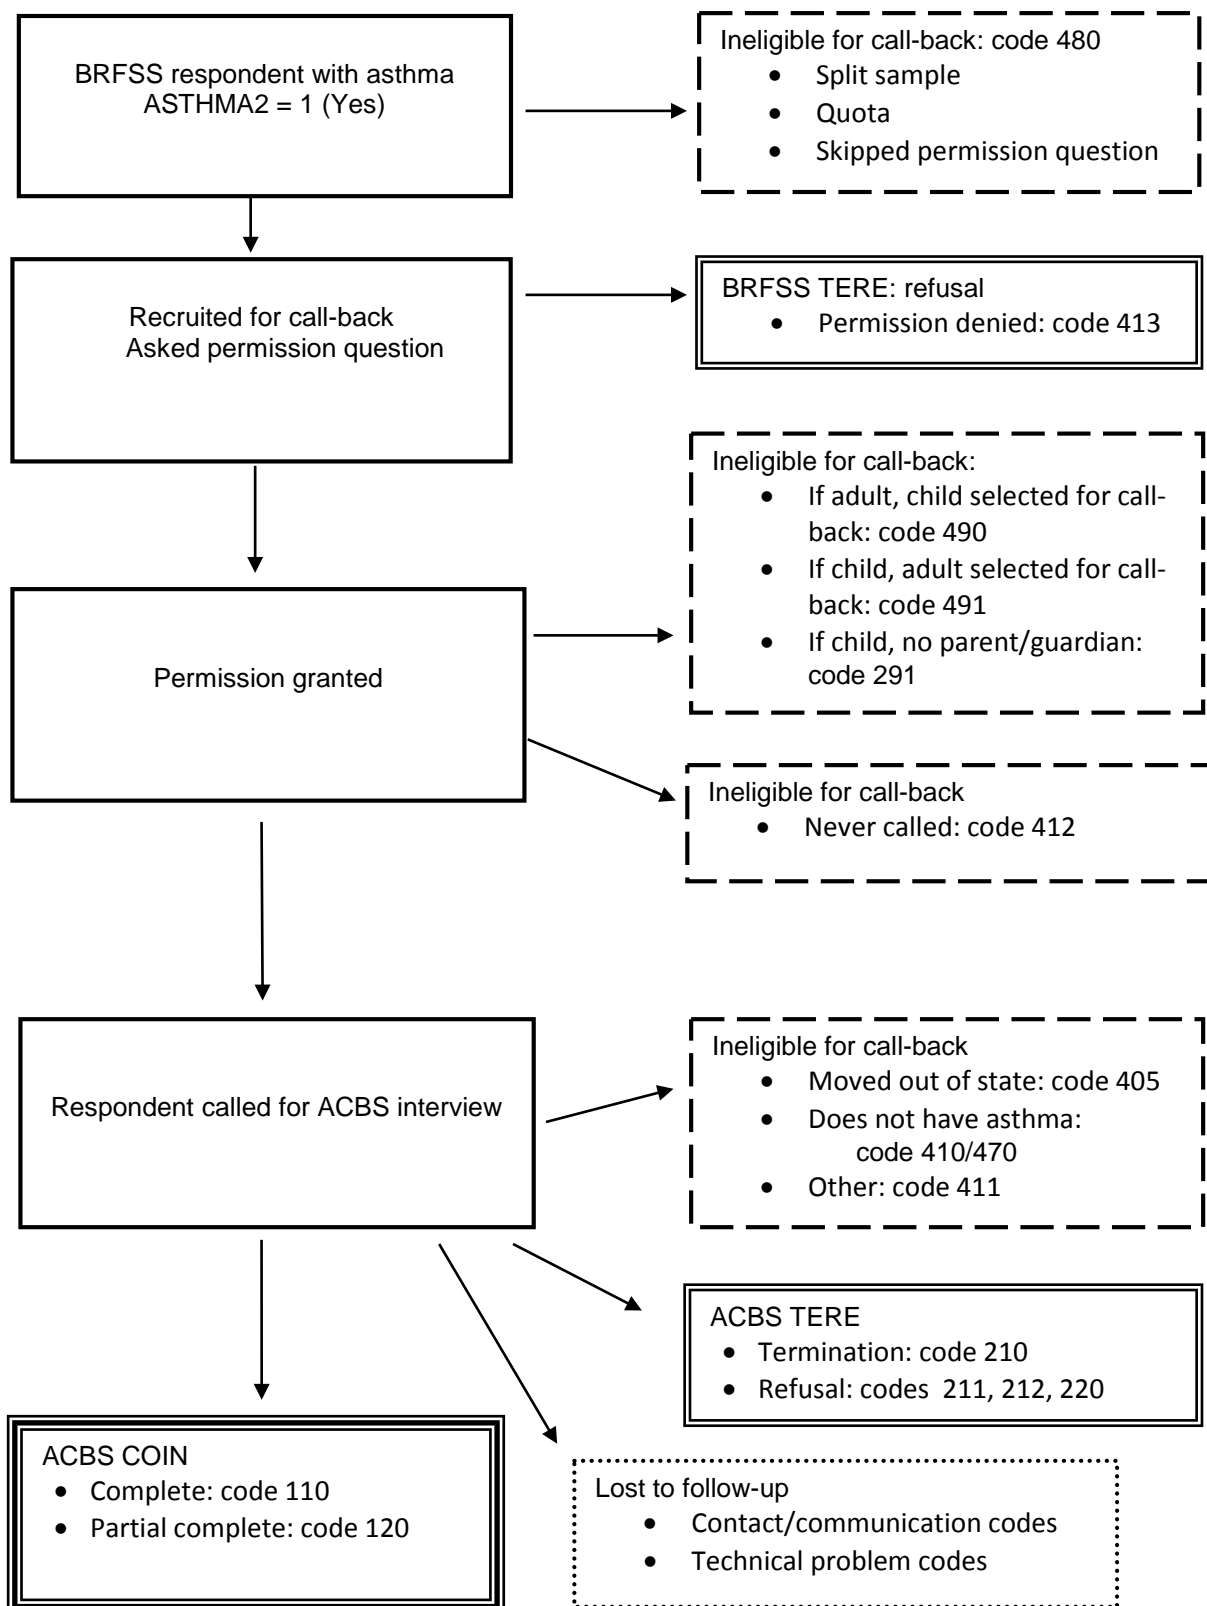 BRFSS respondent with asthma
ASTHMA2 = 1 (Yes)
Ineligible for call-back: code 480
• Split sample
• Quota
• Skipped permission question
Recruited for call-back
Asked permission question
BRFSS TERE: refusal
• Permission denied: code 413
Ineligible for call-back:
• If adult, child selected for call-
back: code 490
• If child, adult selected for call-
back: code 491
• If child, no parent/guardian:
code 291
Permission granted
Ineligible for call-back
• Never called: code 412
Respondent called for ACBS interview
Ineligible for call-back
• Moved out of state: code 405
• Does not have asthma:
code 410/470
• Other: code 411
ACBS TERE
• Termination: code 210
• Refusal: codes 211, 212, 220
ACBS COIN
• Complete: code 110
• Partial complete: code 120
Lost to follow-up
• Contact/communication codes
• Technical problem codes